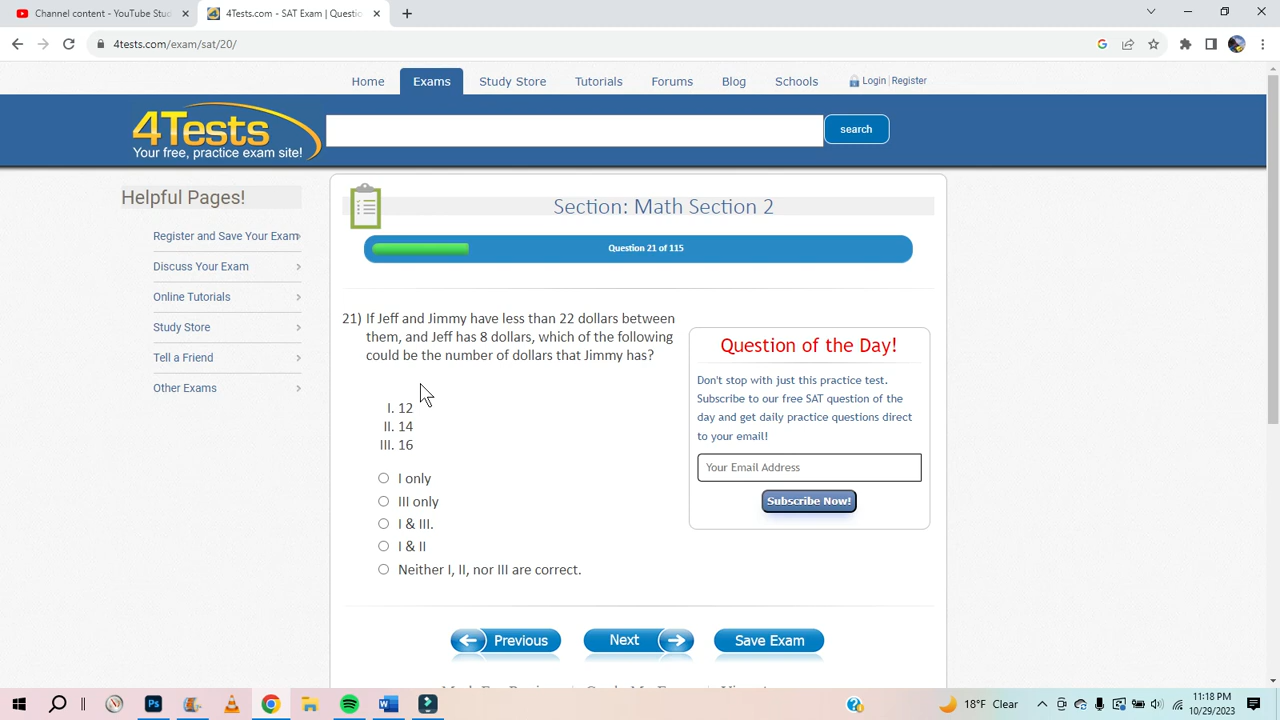 Channel content - YouTube Stud
4Tests.com - SAT Exam | Questio
4tests.com/exam/sat/20/
Home
Exams
Study Store
Tutorials
Forums
Blog
Schools
Login
Register
4Tests
Your free, practice exam site!
search
Helpful Pages!
Register and Save Your Exam
Discuss Your Exam
Online Tutorials
Study Store
Tell a Friend
Other Exams
Section: Math Section 2
Question 21 of 115
21) If Jeff and Jimmy have less than 22 dollars between
them, and Jeff has 8 dollars, which of the following
could be the number of dollars that Jimmy has?
I. 12
II. 14
III. 16
I only
III only
I & III.
I & II
Neither I, II, nor III are correct.
Question of the Day!
Don't stop with just this practice test.
Subscribe to our free SAT question of the
day and get daily practice questions direct
to your email!
Your Email Address
Subscribe Now!
Previous
Next
Save Exam
18°F Clear
11:18 PM
10/29/2023